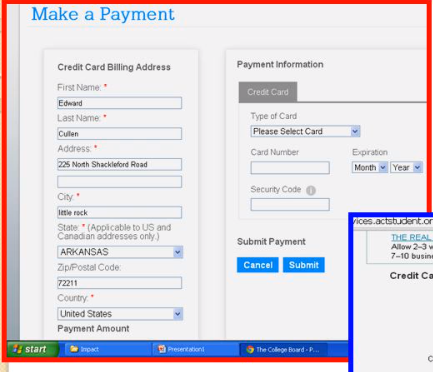 Make a Payment
Credit Card Billing Address
First Name: *
Edward
Last Name: *
Cullen
Address: *
225 North Shackleford Road
City: *
little rock
State: * (Applicable to US and
Canadian addresses only.)
ARKANSAS
Zip/Postal Code:
72211
Country: *
United States
Payment Amount
Payment Information
Credit Card
Type of Card
Please Select Card
Card Number
Expiration
Month
Year
Security Code
Submit Payment
Cancel
Submit
vices.actstudent.or
THE REAL
Allow 2–3 w
7–10 busin
Credit Ca
C
start
Impact
Presentation1
The College Board - P...